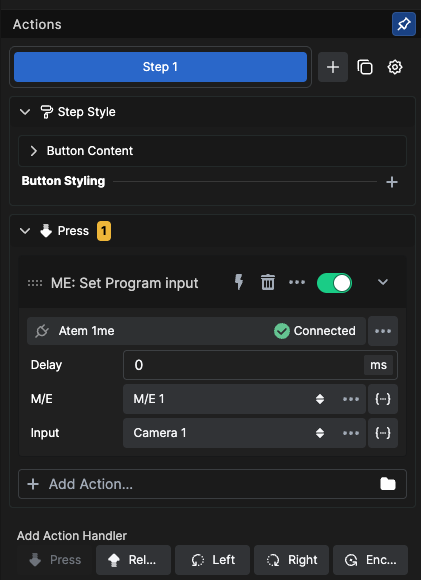 Actions
Step 1
Step Style
Button Content
Button Styling
Press 1
ME: Set Program input
Atem 1me Connected
Delay 0 ms
M/E M/E 1
Input Camera 1
Add Action...
Add Action Handler
Press Rel... Left Right Enc...